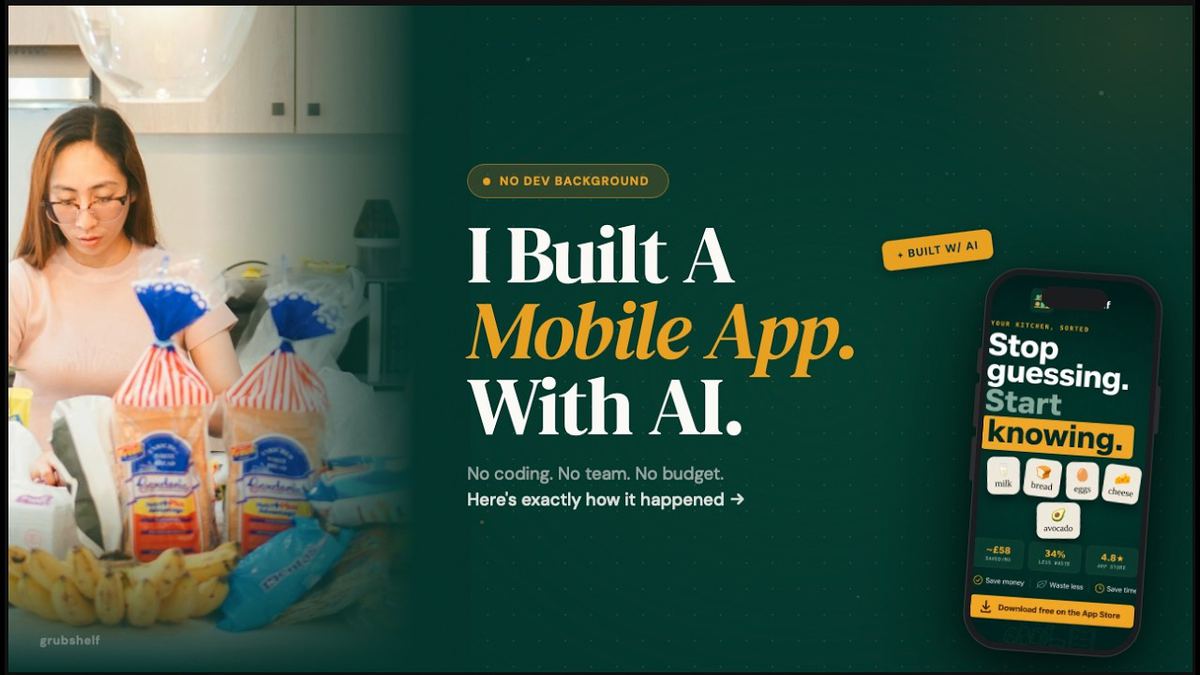 NO DEV BACKGROUND
I Built A
Mobile App.
With AI.
No coding. No team. No budget.
Here's exactly how it happened →
+ BUILT W/ AI
YOUR KITCHEN, SORTED
Stop
guessing.
Start
knowing.
milk
bread
eggs
cheese
avocado
~£58
34%
LESS WASTE
4.8★
APP STORE
Save money
Waste less
Save time
Download free on the App Store
Gardenia
grubshelf